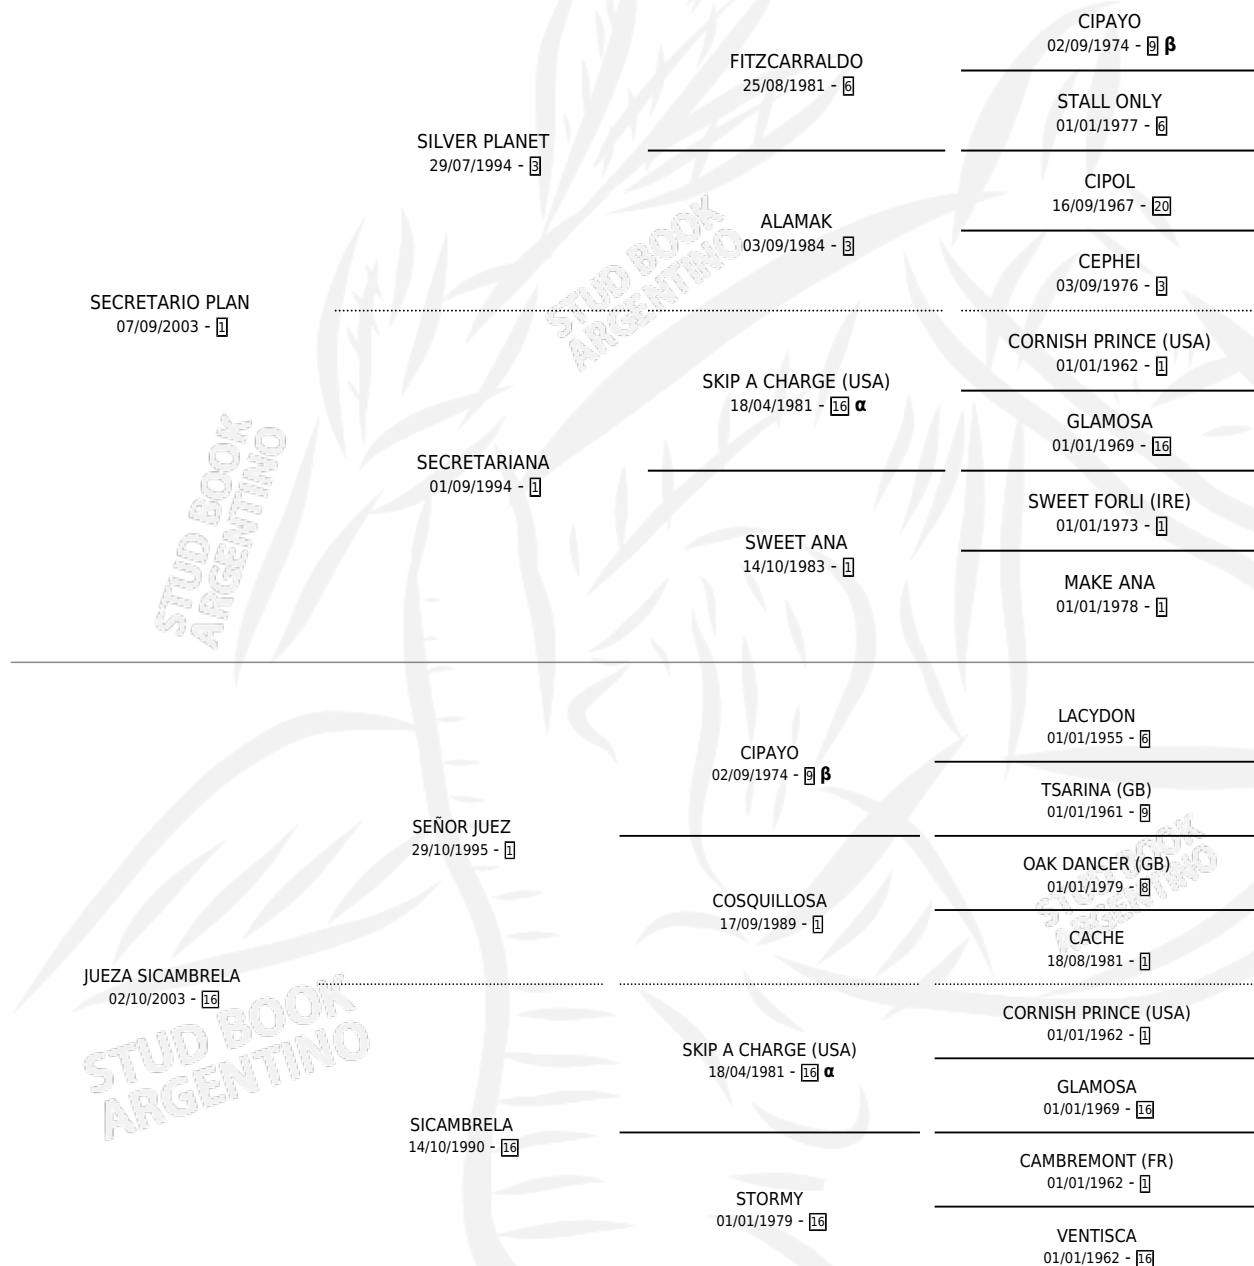 CIPAYO
02/09/1974 - 9 β
FITZCARRALDO
25/08/1981 - 6
STALL ONLY
01/01/1977 - 6
SILVER PLANET
29/07/1994 - 3
CIPOL
16/09/1967 - 20
ALAMAK
03/09/1984 - 3
CEPHEI
03/09/1976 - 3
SECRETARIO PLAN
07/09/2003 - 1
CORNISH PRINCE (USA)
01/01/1962 - 1
SKIP A CHARGE (USA)
18/04/1981 - 16 α
GLAMOSA
01/01/1969 - 16
SECRETARIANA
01/09/1994 - 1
SWEET FORLI (IRE)
01/01/1973 - 1
SWEET ANA
14/10/1983 - 1
MAKE ANA
01/01/1978 - 1
STUD BOOK
ARGENTINO
STUD BOOK
ARGENTINO
LACYDON
01/01/1955 - 6
CIPAYO
02/09/1974 - 9 β
TSARINA (GB)
01/01/1961 - 9
SEÑOR JUEZ
29/10/1995 - 1
OAK DANCER (GB)
01/01/1979 - 8
COSQUILLOSA
17/09/1989 - 1
CACHE
18/08/1981 - 1
JUEZA SICAMBRELA
02/10/2003 - 16
CORNISH PRINCE (USA)
01/01/1962 - 1
SKIP A CHARGE (USA)
18/04/1981 - 16 α
GLAMOSA
01/01/1969 - 16
SICAMBRELA
14/10/1990 - 16
CAMBREMONT (FR)
01/01/1962 - 1
STORMY
01/01/1979 - 16
VENTISCA
01/01/1962 - 16
STUD BOOK
ARGENTINO
STUD BOOK
ARGENTINO